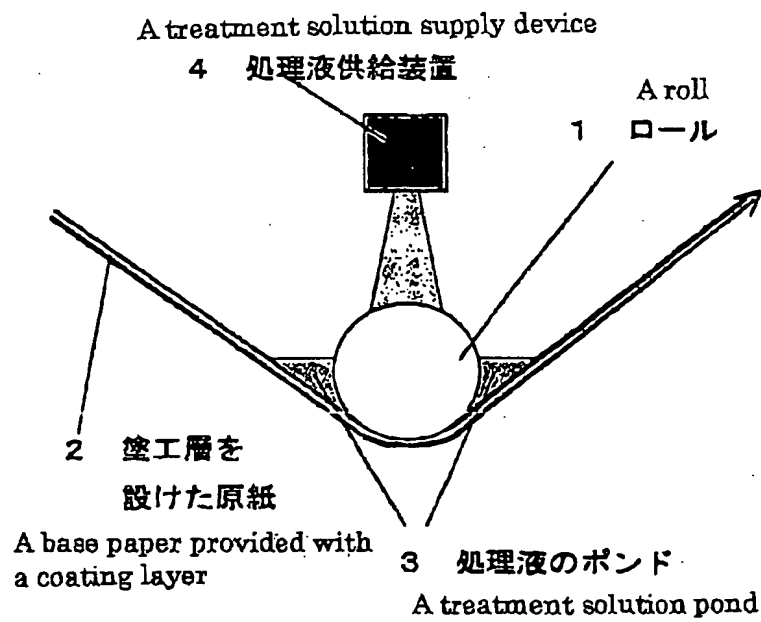 A treatment solution supply device
4 処理液供給装置
A roll
1 ロール
2 塗工層を
設けた原紙
A base paper provided with
a coating layer
3 処理液のポンド
A treatment solution pond